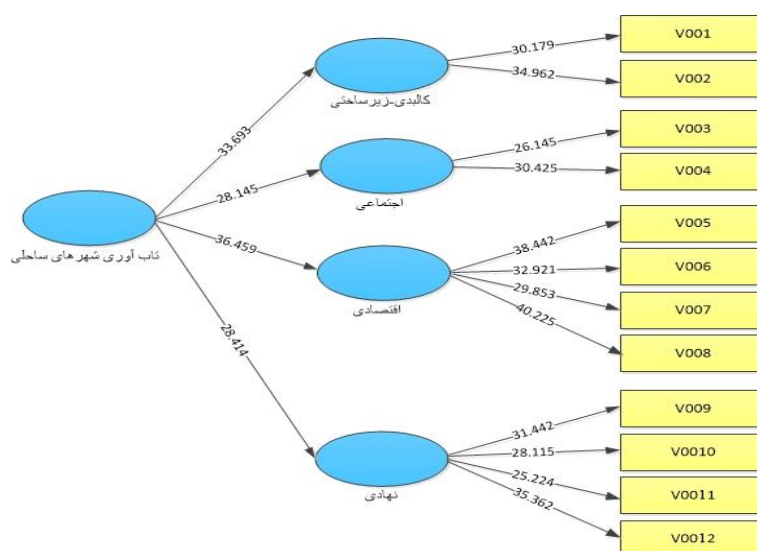 تاب آوری شهرهای ساحلی
33.693
28.145
36.459
28.414
کالبدی-زیرساختی
30.179
34.962
V001
V002
اجتماعی
26.145
30.425
V003
V004
اقتصادی
38.442
32.921
29.853
40.225
V005
V006
V007
V008
نهادی
31.442
28.115
25.224
35.362
V009
V0010
V0011
V0012